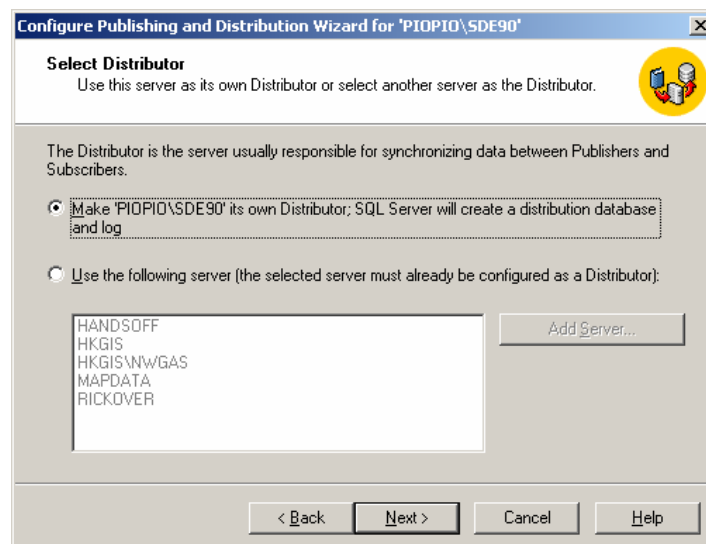 Configure Publishing and Distribution Wizard for 'PIOPIO\SDE90'
Select Distributor
Use this server as its own Distributor or select another server as the Distributor.
The Distributor is the server usually responsible for synchronizing data between Publishers and
Subscribers.
Make 'PIOPIO\SDE90' its own Distributor; SQL Server will create a distribution database
and log
Use the following server (the selected server must already be configured as a Distributor):
HANDSOFF
HKGIS
HKGIS\NWGAS
MAPDATA
RICKOVER
Add Server...
< Back
Next >
Cancel
Help